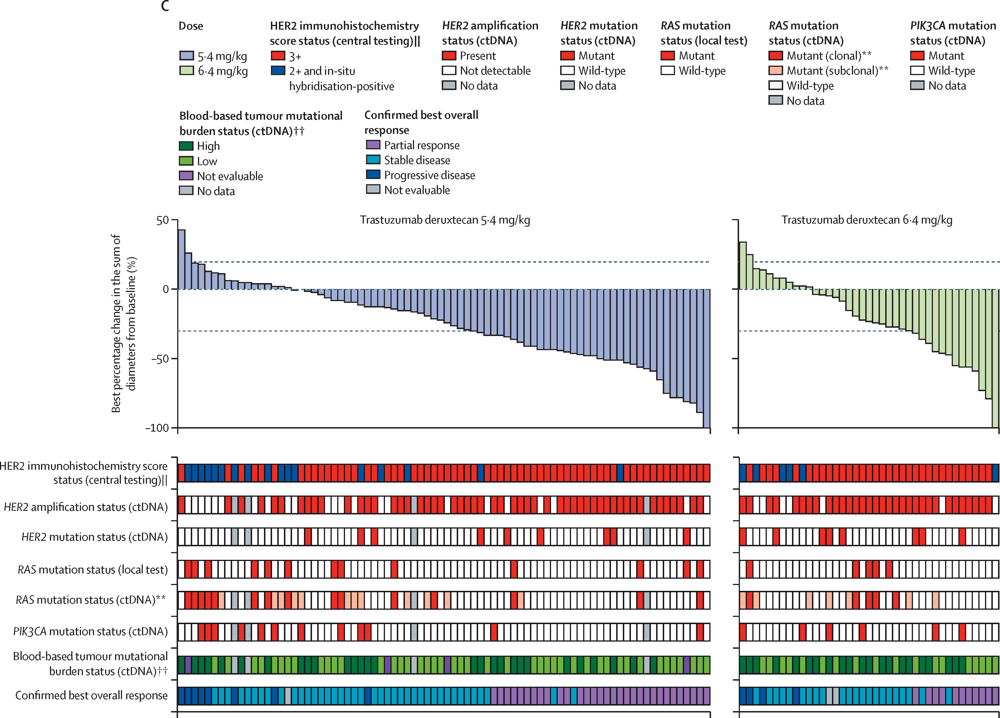 C
Dose
5·4 mg/kg
6·4 mg/kg
HER2 immunohistochemistry
score status (central testing)||
3+
2+ and in-situ
hybridisation-positive
HER2 amplification
status (ctDNA)
Present
Not detectable
No data
HER2 mutation
status (ctDNA)
Mutant
Wild-type
No data
RAS mutation
status (local test)
Mutant
Wild-type
RAS mutation
status (ctDNA)
Mutant (clonal)**
Mutant (subclonal)**
Wild-type
No data
PIK3CA mutation
status (ctDNA)
Mutant
Wild-type
No data
Blood-based tumour mutational
burden status (ctDNA)††
High
Low
Not evaluable
No data
Confirmed best overall
response
Partial response
Stable disease
Progressive disease
Not evaluable
Best percentage change in the sum of
diameters from baseline (%)
50
0
–50
–100
Trastuzumab deruxtecan 5·4 mg/kg
Trastuzumab deruxtecan 6·4 mg/kg
HER2 immunohistochemistry score
status (central testing)||
HER2 amplification status (ctDNA)
HER2 mutation status (ctDNA)
RAS mutation status (local test)
RAS mutation status (ctDNA)**
PIK3CA mutation status (ctDNA)
Blood-based tumour mutational
burden status (ctDNA)††
Confirmed best overall response